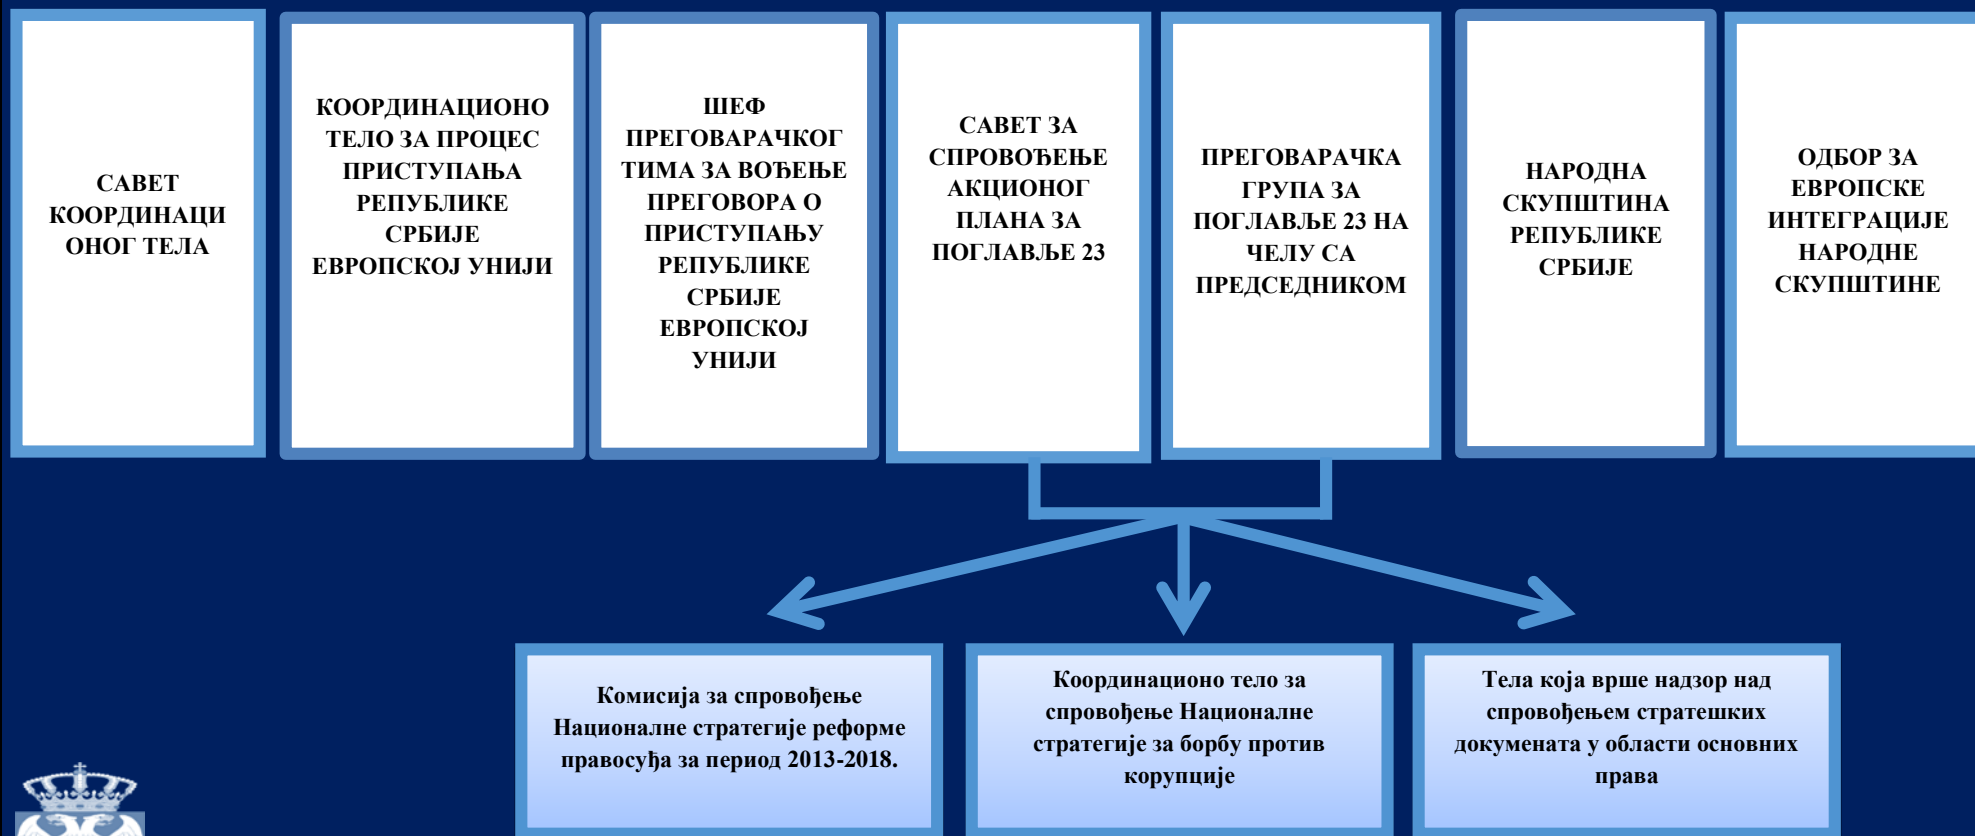 САВЕТ
КООРДИНАЦИ
ОНОГ ТЕЛА
КООРДИНАЦИОНО
ТЕЛО ЗА ПРОЦЕС
ПРИСТУПАЊА
РЕПУБЛИКЕ
СРБИЈЕ
ЕВРОПСКОЈ УНИЈИ
ШЕФ
ПРЕГОВАРАЧКОГ
ТИМА ЗА ВОЂЕЊЕ
ПРЕГОВОРА О
ПРИСТУПАЊУ
РЕПУБЛИКЕ
СРБИЈЕ
ЕВРОПСКОЈ
УНИЈИ
САВЕТ ЗА
СПРОВОЂЕЊЕ
АКЦИОНОГ
ПЛАНА ЗА
ПОГЛАВЉЕ 23
ПРЕГОВАРАЧКА
ГРУПА ЗА
ПОГЛАВЉЕ 23 НА
ЧЕЛУ СА
ПРЕДСЕДНИКОМ
НАРОДНА
СКУПШТИНА
РЕПУБЛИКЕ
СРБИЈЕ
ОДБОР ЗА
ЕВРОПСКЕ
ИНТЕГРАЦИЈЕ
НАРОДНЕ
СКУПШТИНЕ
Комисија за спровођење
Националне стратегије реформе
правосуђа за период 2013-2018.
Координационо тело за
спровођење Националне
стратегије за борбу против
корупције
Тела која врше надзор над
спровођењем стратешких
докумената у области основних
права